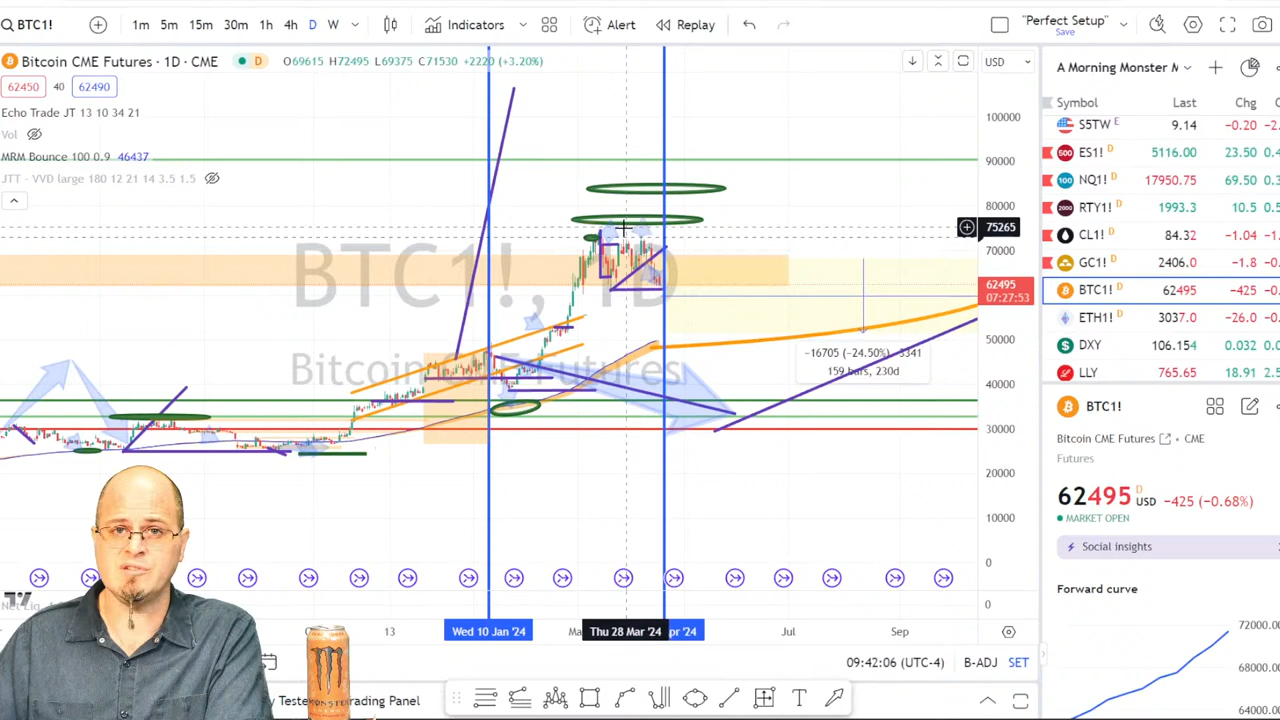 BTC1! 1m 5m 15m 30m 1h 4h D W Indicators Alert Replay "Perfect Setup"
Save
Bitcoin CME Futures · 1D · CME D O69615 H72495 L69375 C71530 +2220 (+3.20%) USD
62450 40 62490
Echo Trade JT 13 10 34 21
Vol
MRM Bounce 100 0.9 46437
JTT - VVD large 180 12 21 14 3.5 1.5
BTC1!, 1D
Bitcoin CME Futures
100000
90000
80000
75265
70000
62495
07:27:53
50000
40000
30000
20000
10000
0
0
−16705 (−24.50%)
159 bars, 230d
13 Wed 10 Jan '24 Thu 28 Mar '24 pr '24 Jul Sep
09:42:06 (UTC-4) B-ADJ SET
Trading Panel
A Morning Monster
Symbol Last Chg
S5TW E 9.14 −0.20
ES1! D 5116.00 23.50
NQ1! D 17950.75 69.50
RTY1! D 1993.3 10.5
CL1! D 84.32 −1.04
GC1! D 2406.0 −1.8
BTC1! D 62495 −425
ETH1! D 3037.0 −26.0
DXY 106.154 0.032
LLY 765.65 18.91
BTC1!
Bitcoin CME Futures • CME
Futures
62495 D USD −425 (−0.68%)
MARKET OPEN
Social insights
Forward curve
72000.
68000.
64000.
MONSTER